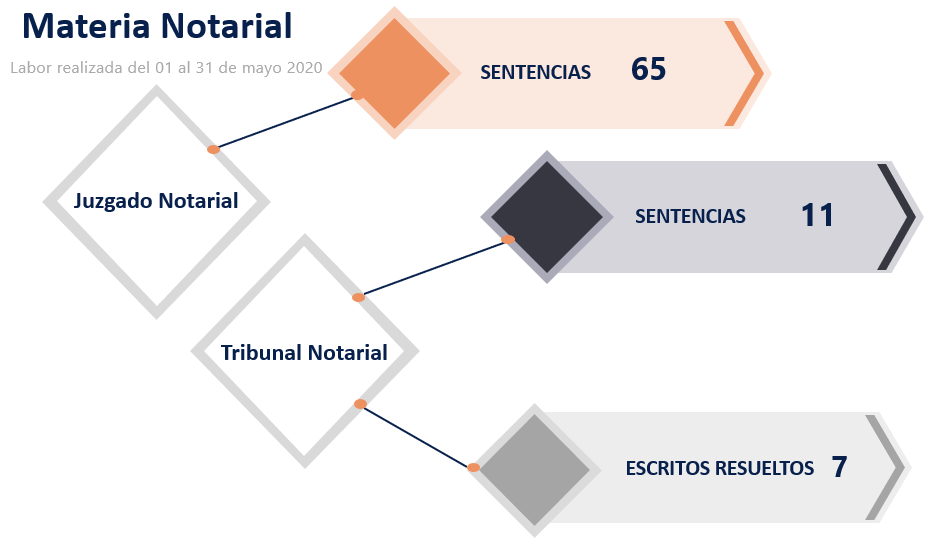 Materia Notarial
Labor realizada del 01 al 31 de mayo 2020
SENTENCIAS 65
Juzgado Notarial
SENTENCIAS 11
Tribunal Notarial
ESCRITOS RESUELTOS 7